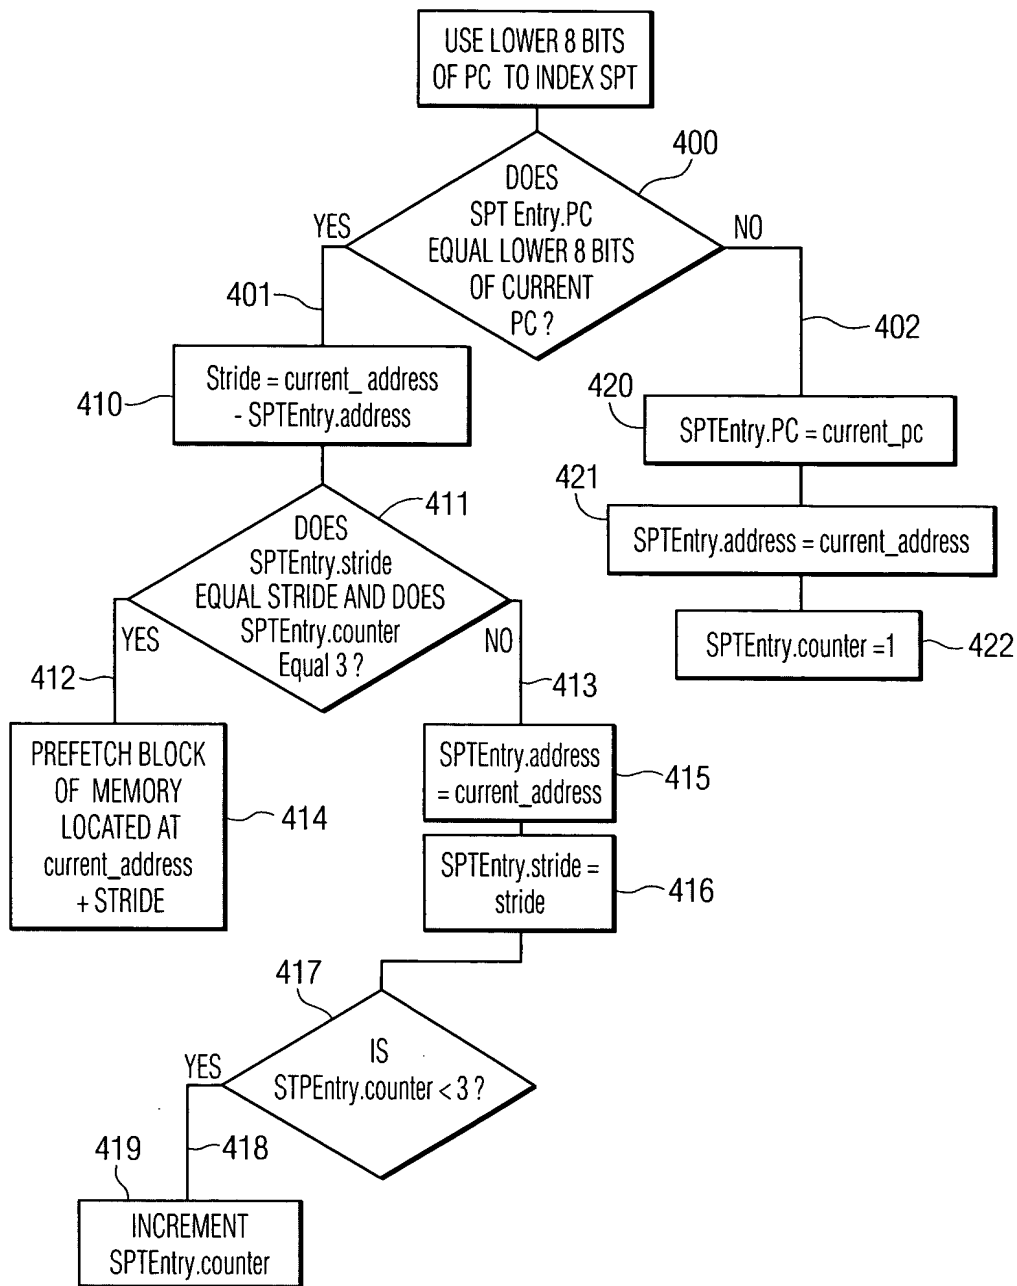 USE LOWER 8 BITS
OF PC TO INDEX SPT
400
DOES
SPT Entry.PC
EQUAL LOWER 8 BITS
OF CURRENT
PC ?
YES
NO
401
402
Stride = current_ address
- SPTEntry.address
410
420
SPTEntry.PC = current_pc
421
SPTEntry.address = current_address
SPTEntry.counter =1
422
411
DOES
SPTEntry.stride
EQUAL STRIDE AND DOES
SPTEntry.counter
Equal 3 ?
YES
NO
412
413
PREFETCH BLOCK
OF MEMORY
LOCATED AT
current_address
+ STRIDE
414
SPTEntry.address
= current_address
415
SPTEntry.stride =
stride
416
417
IS
STPEntry.counter < 3 ?
YES
418
419
INCREMENT
SPTEntry.counter